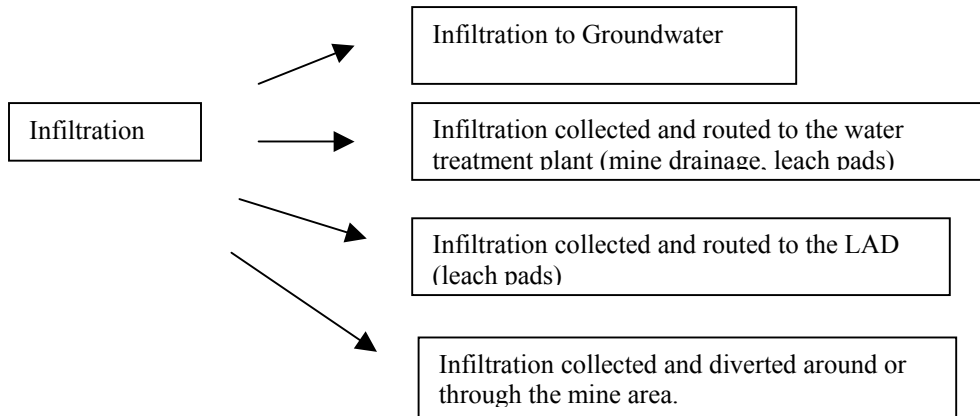 Infiltration to Groundwater
Infiltration
Infiltration collected and routed to the water
treatment plant (mine drainage, leach pads)
Infiltration collected and routed to the LAD
(leach pads)
Infiltration collected and diverted around or
through the mine area.